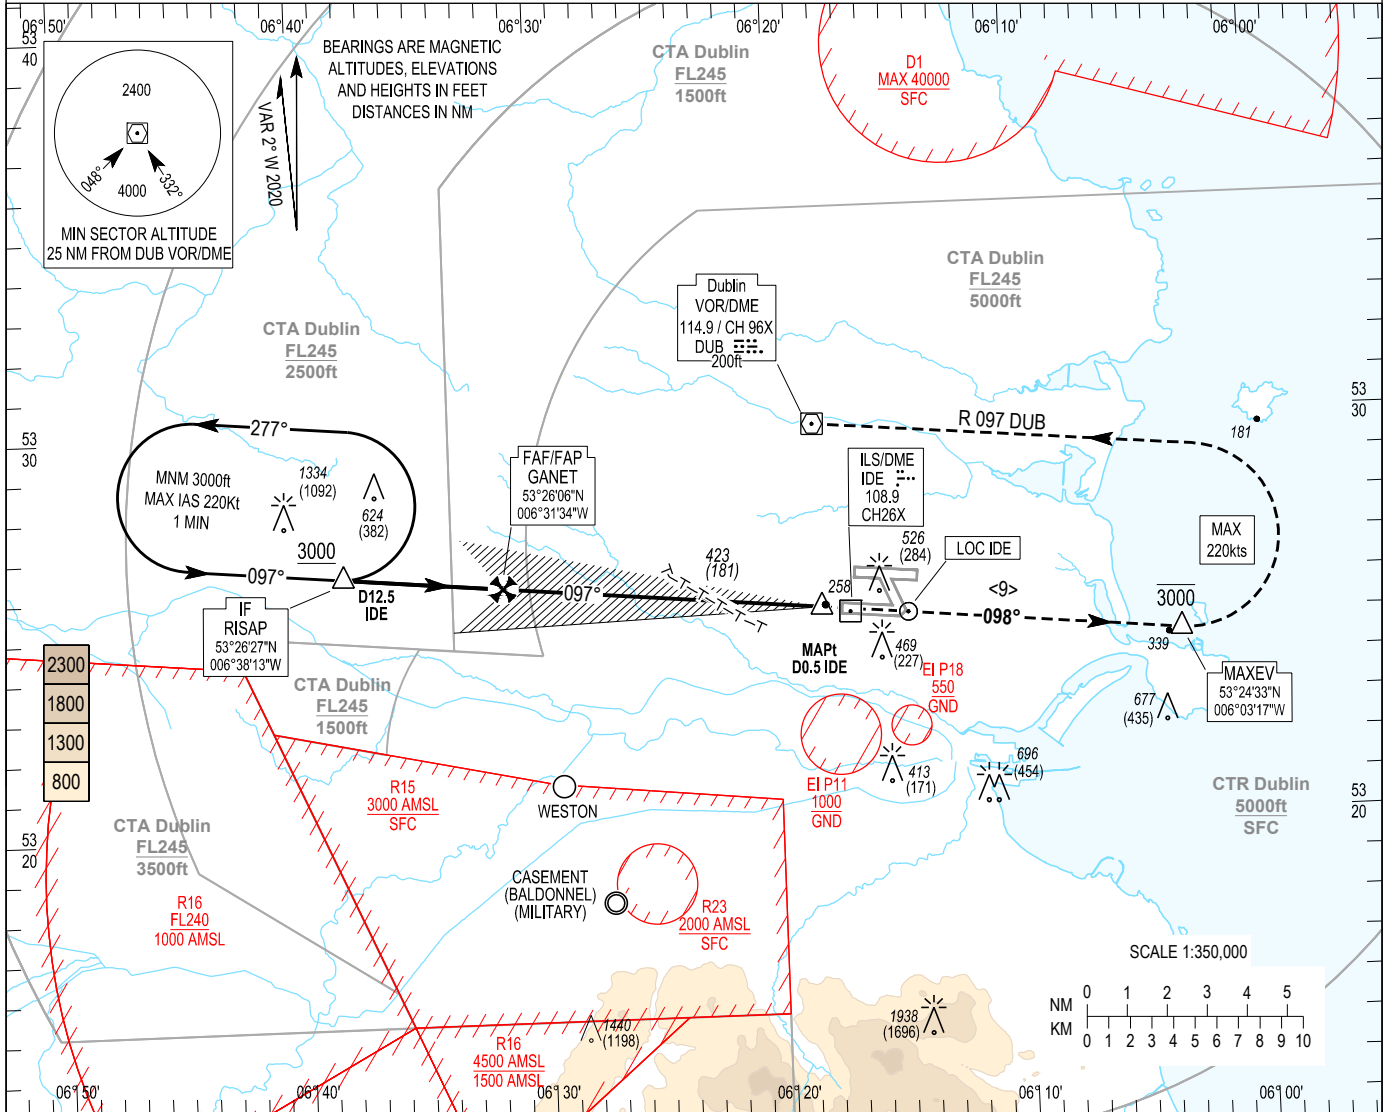 06°50'
06°40'
06°30'
06°20'
06°10'
06°00'
53
40
2400
048°
332°
4000
MIN SECTOR ALTITUDE
25 NM FROM DUB VOR/DME
VAR 2° W 2020
BEARINGS ARE MAGNETIC
ALTITUDES, ELEVATIONS
AND HEIGHTS IN FEET
DISTANCES IN NM
CTA Dublin
FL245
1500ft
D1
MAX 40000
SFC
CTA Dublin
FL245
5000ft
CTA Dublin
FL245
2500ft
Dublin
VOR/DME
114.9 / CH 96X
DUB
200ft
53
30
53
30
R 097 DUB
181
277°
MNM 3000ft
MAX IAS 220Kt
1 MIN
1334
(1092)
624
(382)
3000
097°
D12.5
IDE
FAF/FAP
GANET
53°26'06"N
006°31'34"W
097°
423
(181)
T-T-T
T-T
ILS/DME
IDE
108.9
CH26X
526
(284)
LOC IDE
258
<9>
098°
MAX
220kts
3000
339
MAPt
D0.5 IDE
469
(227)
IF
RISAP
53°26'27"N
006°38'13"W
MAXEV
53°24'33"N
006°03'17"W
EI P18
550
GND
677
(435)
2300
1800
1300
800
CTA Dublin
FL245
1500ft
696
(454)
413
(171)
EI P11
1000
GND
R15
3000 AMSL
SFC
WESTON
CTR Dublin
5000ft
SFC
53
20
53
20
CTA Dublin
FL245
3500ft
CASEMENT
(BALDONNEL)
(MILITARY)
R16
FL240
1000 AMSL
R23
2000 AMSL
SFC
SCALE 1:350,000
NM
0 1 2 3 4 5
KM
0 1 2 3 4 5 6 7 8 9 10
1938
(1696)
1440
(1198)
R16
4500 AMSL
1500 AMSL
06°50'
06°40'
06°30'
06°20'
06°10'
06°00'